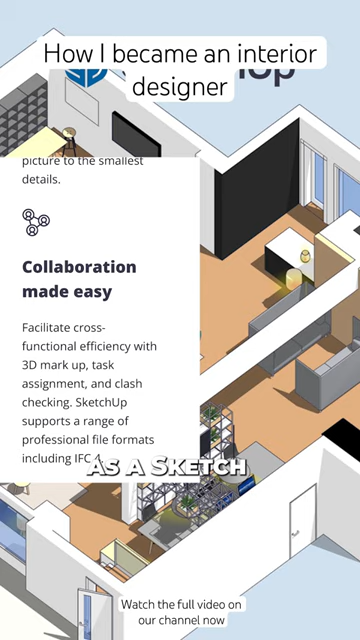 How I became an interior
designer
picture to the smallest
details.
Collaboration
made easy
Facilitate cross-
functional efficiency with
3D mark up, task
assignment, and clash
checking. SketchUp
supports a range of
professional file formats
including IFC 4.
AS A SKETCH
Watch the full video on
our channel now